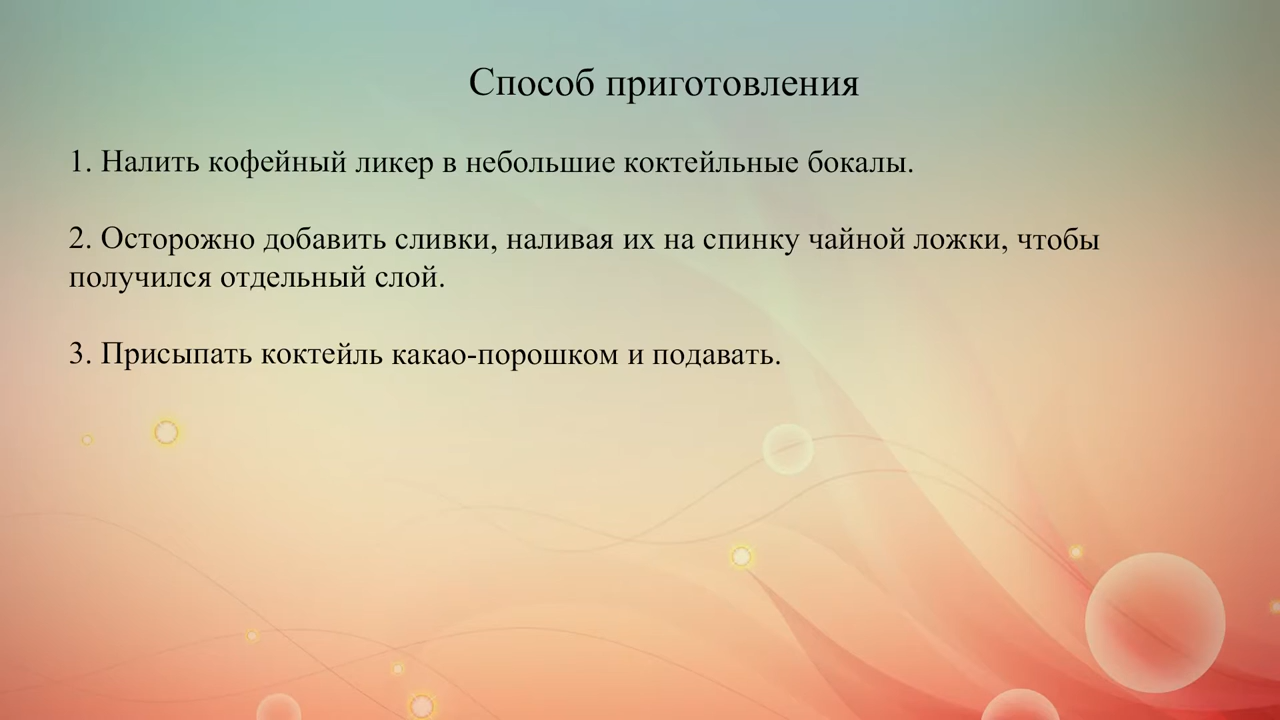 Способ приготовления
1. Налить кофейный ликер в небольшие коктейльные бокалы.
2. Осторожно добавить сливки, наливая их на спинку чайной ложки, чтобы
получился отдельный слой.
3. Присыпать коктейль какао-порошком и подавать.